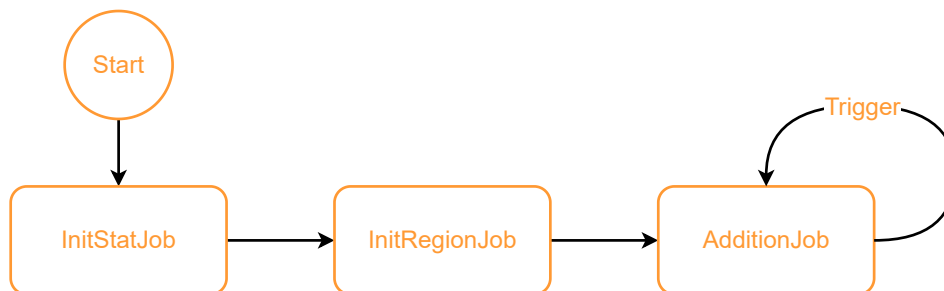 Start
Trigger
InitStatJob
InitRegionJob
AdditionJob